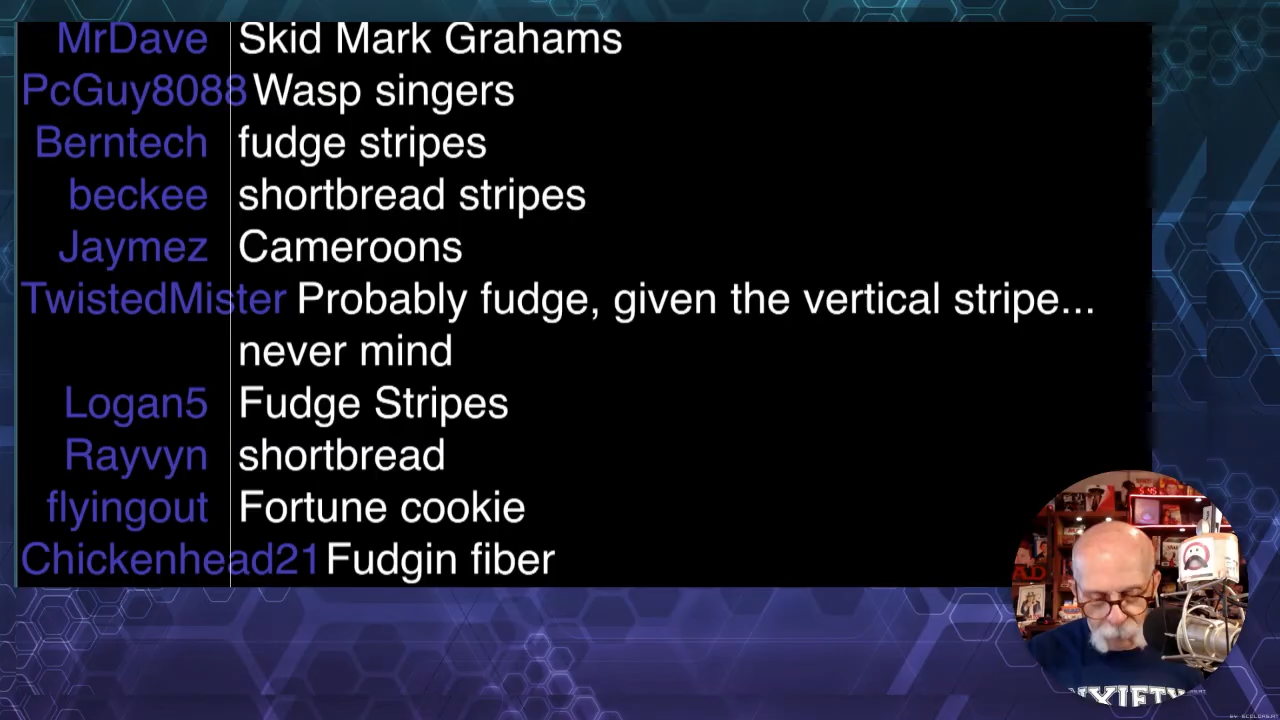 MrDave Skid Mark Grahams
PcGuy8088 Wasp singers
Berntech fudge stripes
beckee shortbread stripes
Jaymez Cameroons
TwistedMister Probably fudge, given the vertical stripe...
never mind
Logan5 Fudge Stripes
Rayvyn shortbread
flyingout Fortune cookie
Chickenhead21 Fudgin fiber